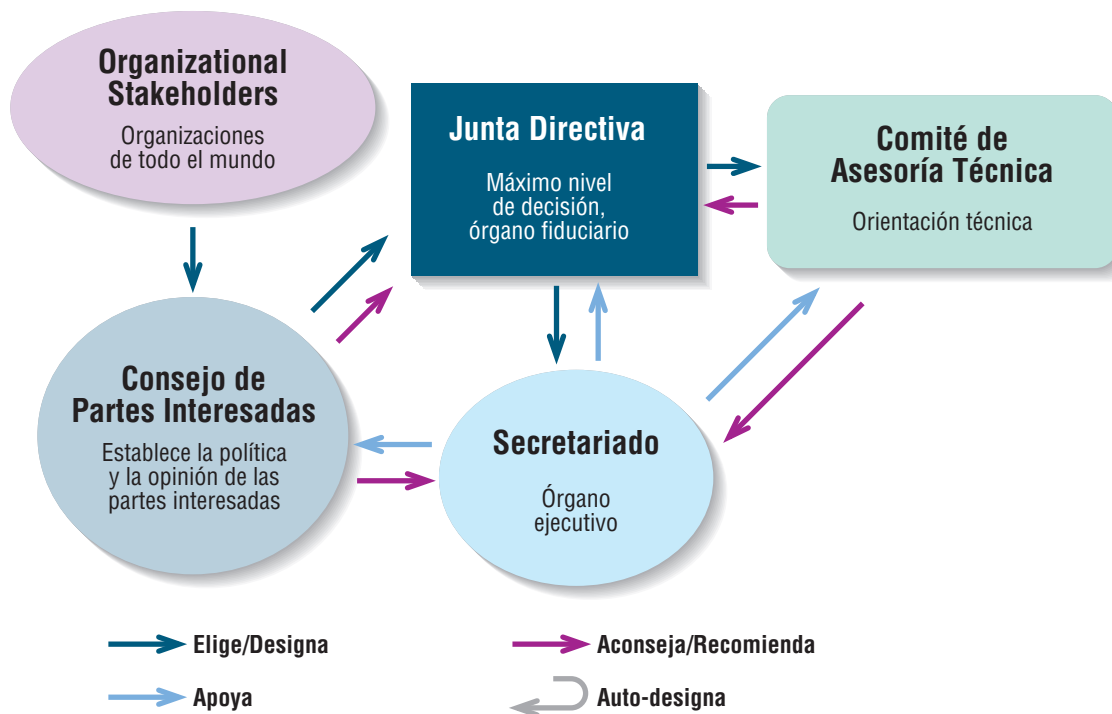 Organizational
Stakeholders
Organizaciones
de todo el mundo
Junta Directiva
Máximo nivel
de decisión,
órgano fiduciario
Comité de
Asesoría Técnica
Orientación técnica
Consejo de
Partes Interesadas
Establece la política
y la opinión de las
partes interesadas
Secretariado
Órgano
ejecutivo
Elige/Designa
Aconseja/Recomienda
Apoya
Auto-designa